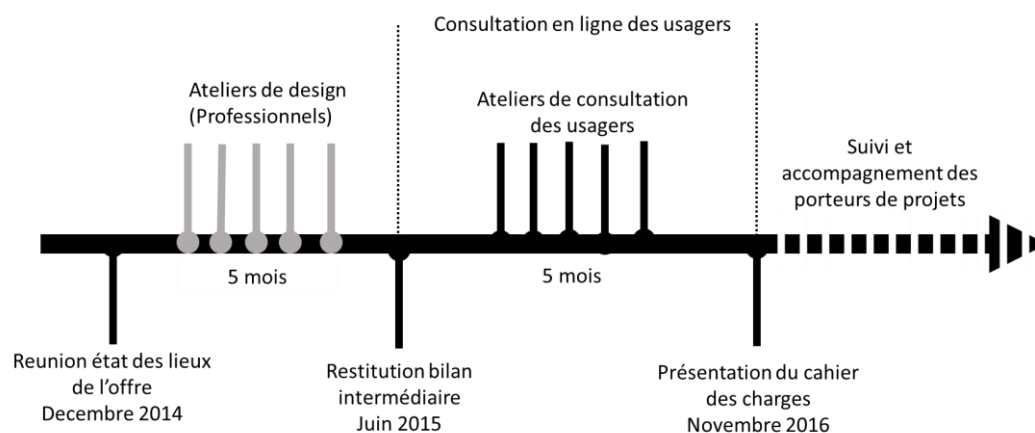 Consultation en ligne des usagers
Ateliers de design
(Professionnels)
Ateliers de consultation
des usagers
Suivi et
accompagnement des
porteurs de projets
5 mois
5 mois
Reunion état des lieux
de l’offre
Decembre 2014
Restitution bilan
intermédiaire
Juin 2015
Présentation du cahier
des charges
Novembre 2016